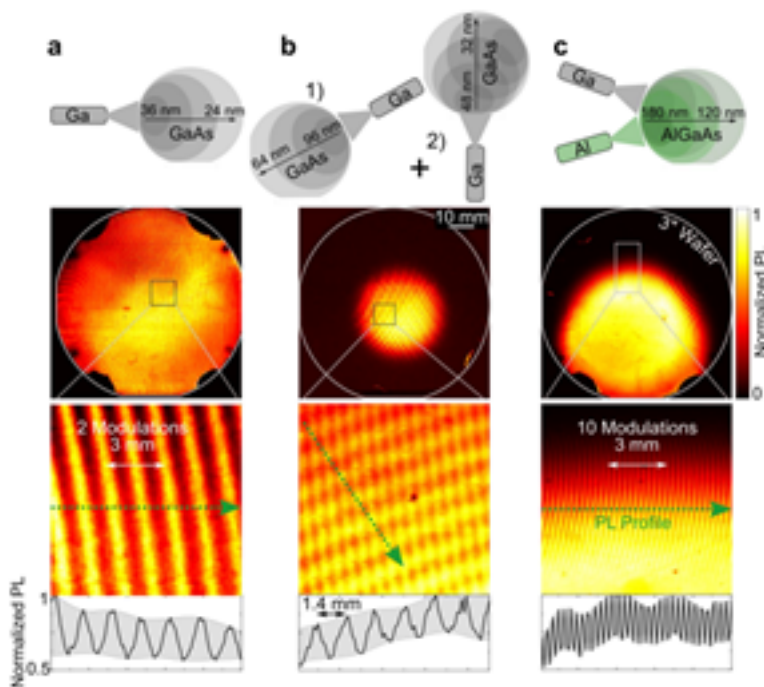 a
b
c
Ga
36 nm
24 nm
GaAs
1)
Ga
64 nm
96 nm
GaAs
+
2)
32 nm
GaAs
48 nm
Ga
Ga
Al
180 nm
120 nm
AlGaAs
10 mm
3" Wafer
1
Normalized PL
0
2 Modulations
3 mm
10 Modulations
3 mm
PL Profile
Normalized PL
1
0.5
1.4 mm